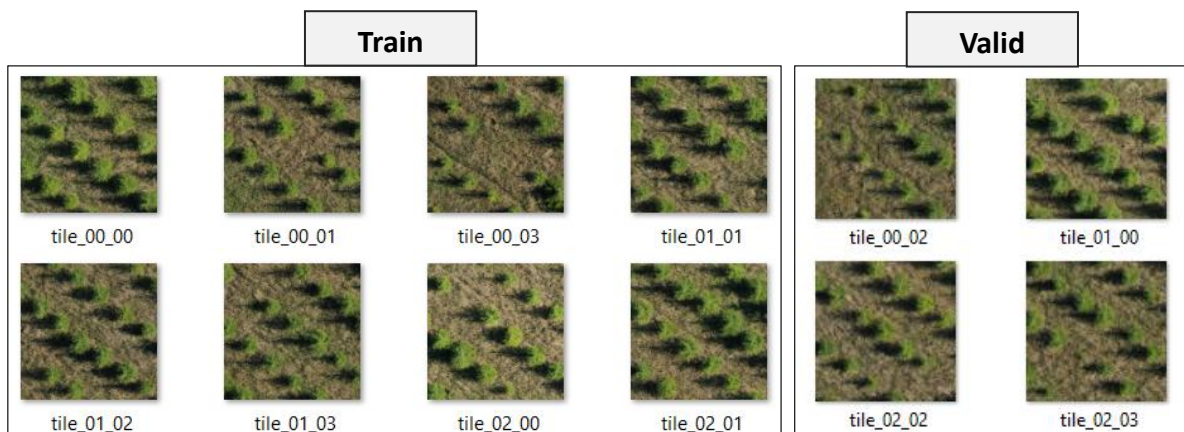 Train
Valid
tile_00_00
tile_00_01
tile_00_03
tile_01_01
tile_01_02
tile_01_03
tile_02_00
tile_02_01
tile_00_02
tile_01_00
tile_02_02
tile_02_03